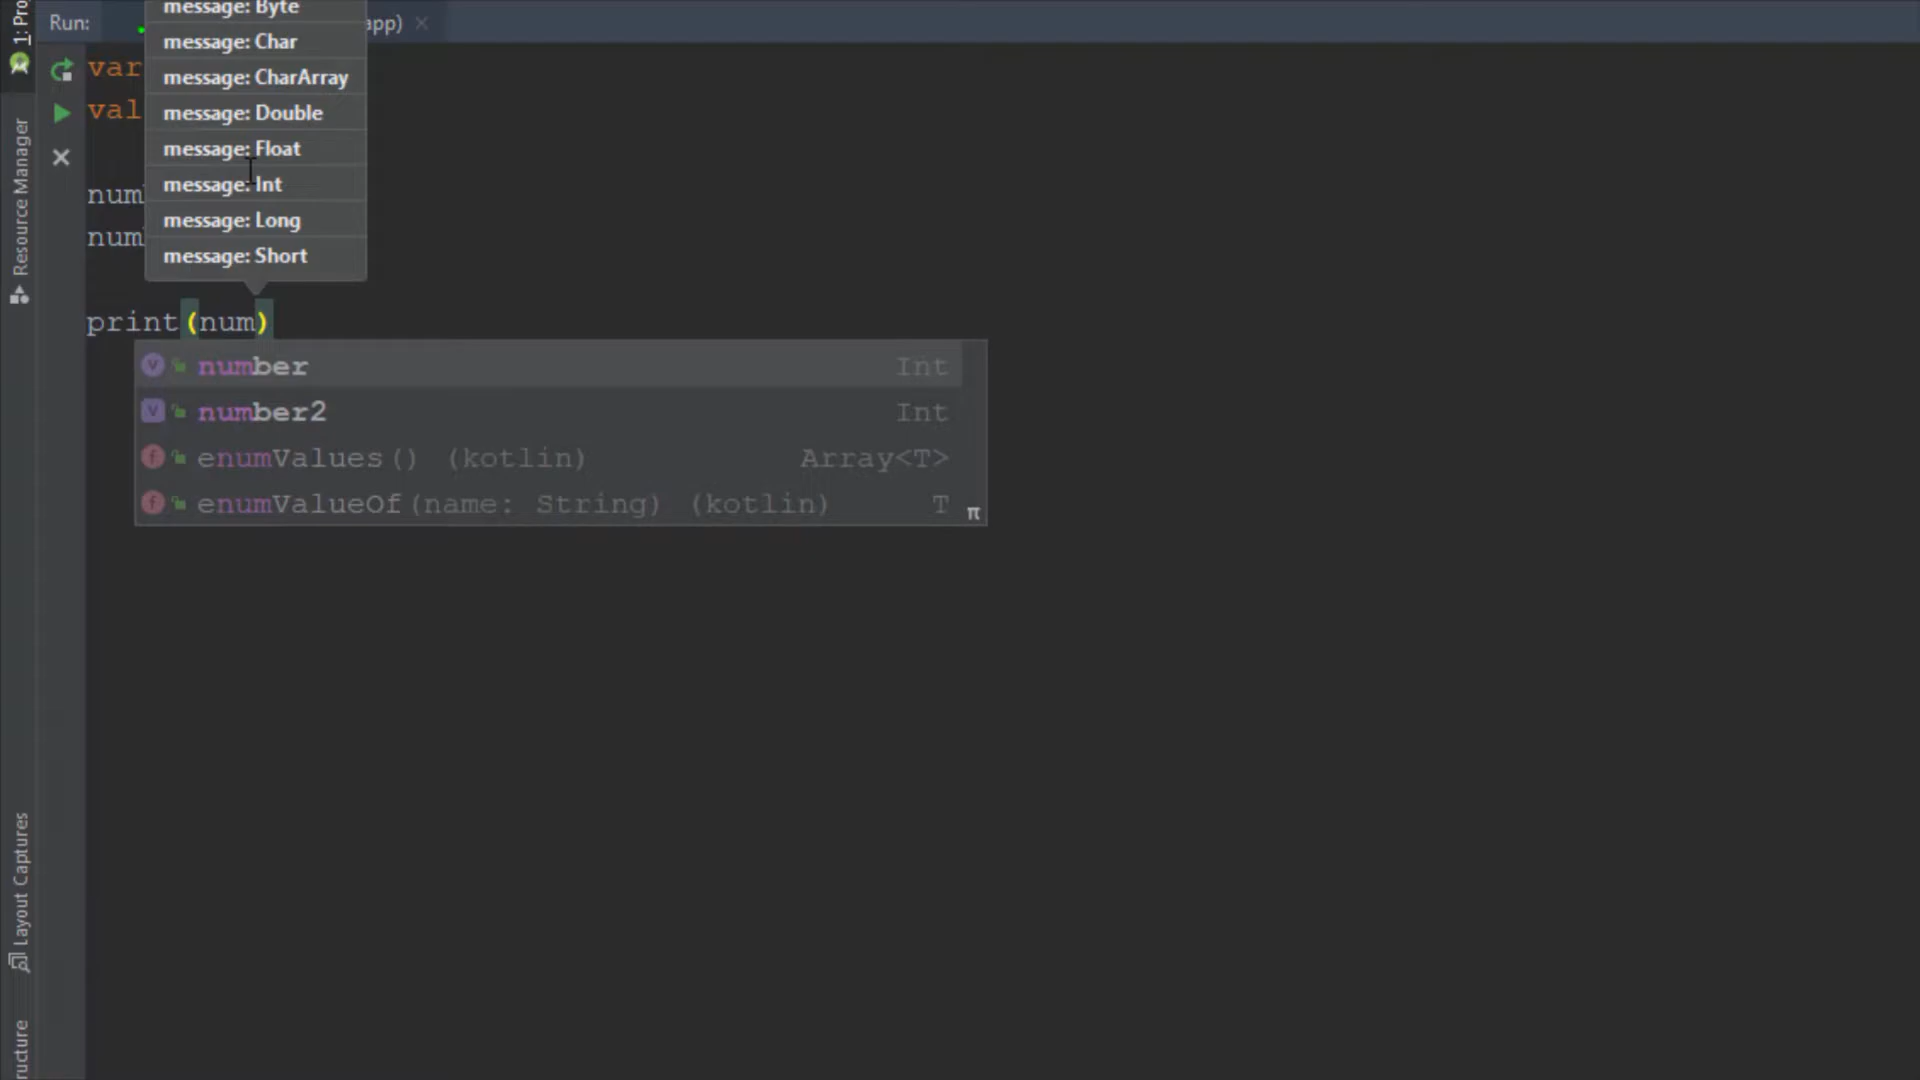 Run:
app)
message: Byte
message: Char
message: CharArray
message: Double
message: Float
message: Int
message: Long
message: Short
var
val
num
num
print(num)
number Int
number2 Int
enumValues() (kotlin) Array<T>
enumValueOf(name: String) (kotlin) T
π
1: Pro
Resource Manager
Layout Captures
ructure